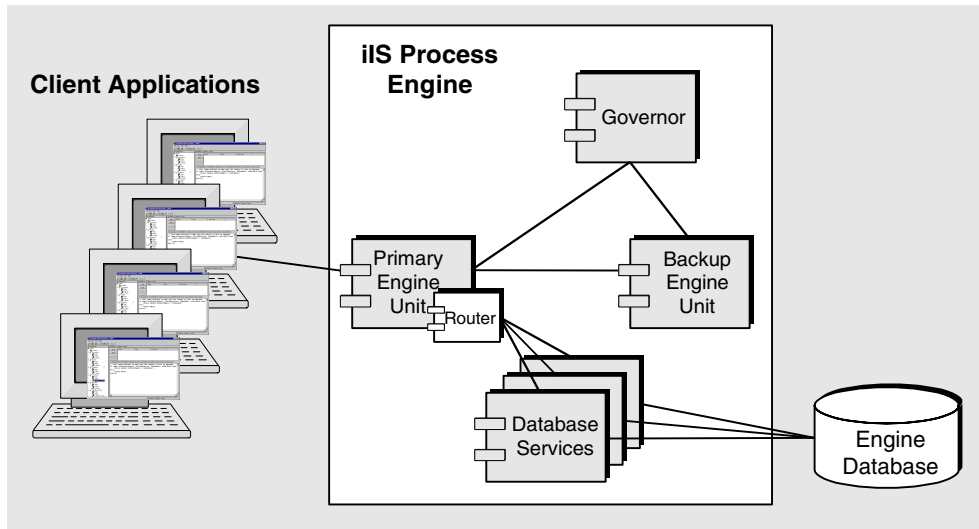 iIS Process
Engine
Client Applications
Governor
Primary
Engine
Unit
Backup
Engine
Unit
Router
Database
Services
Engine
Database